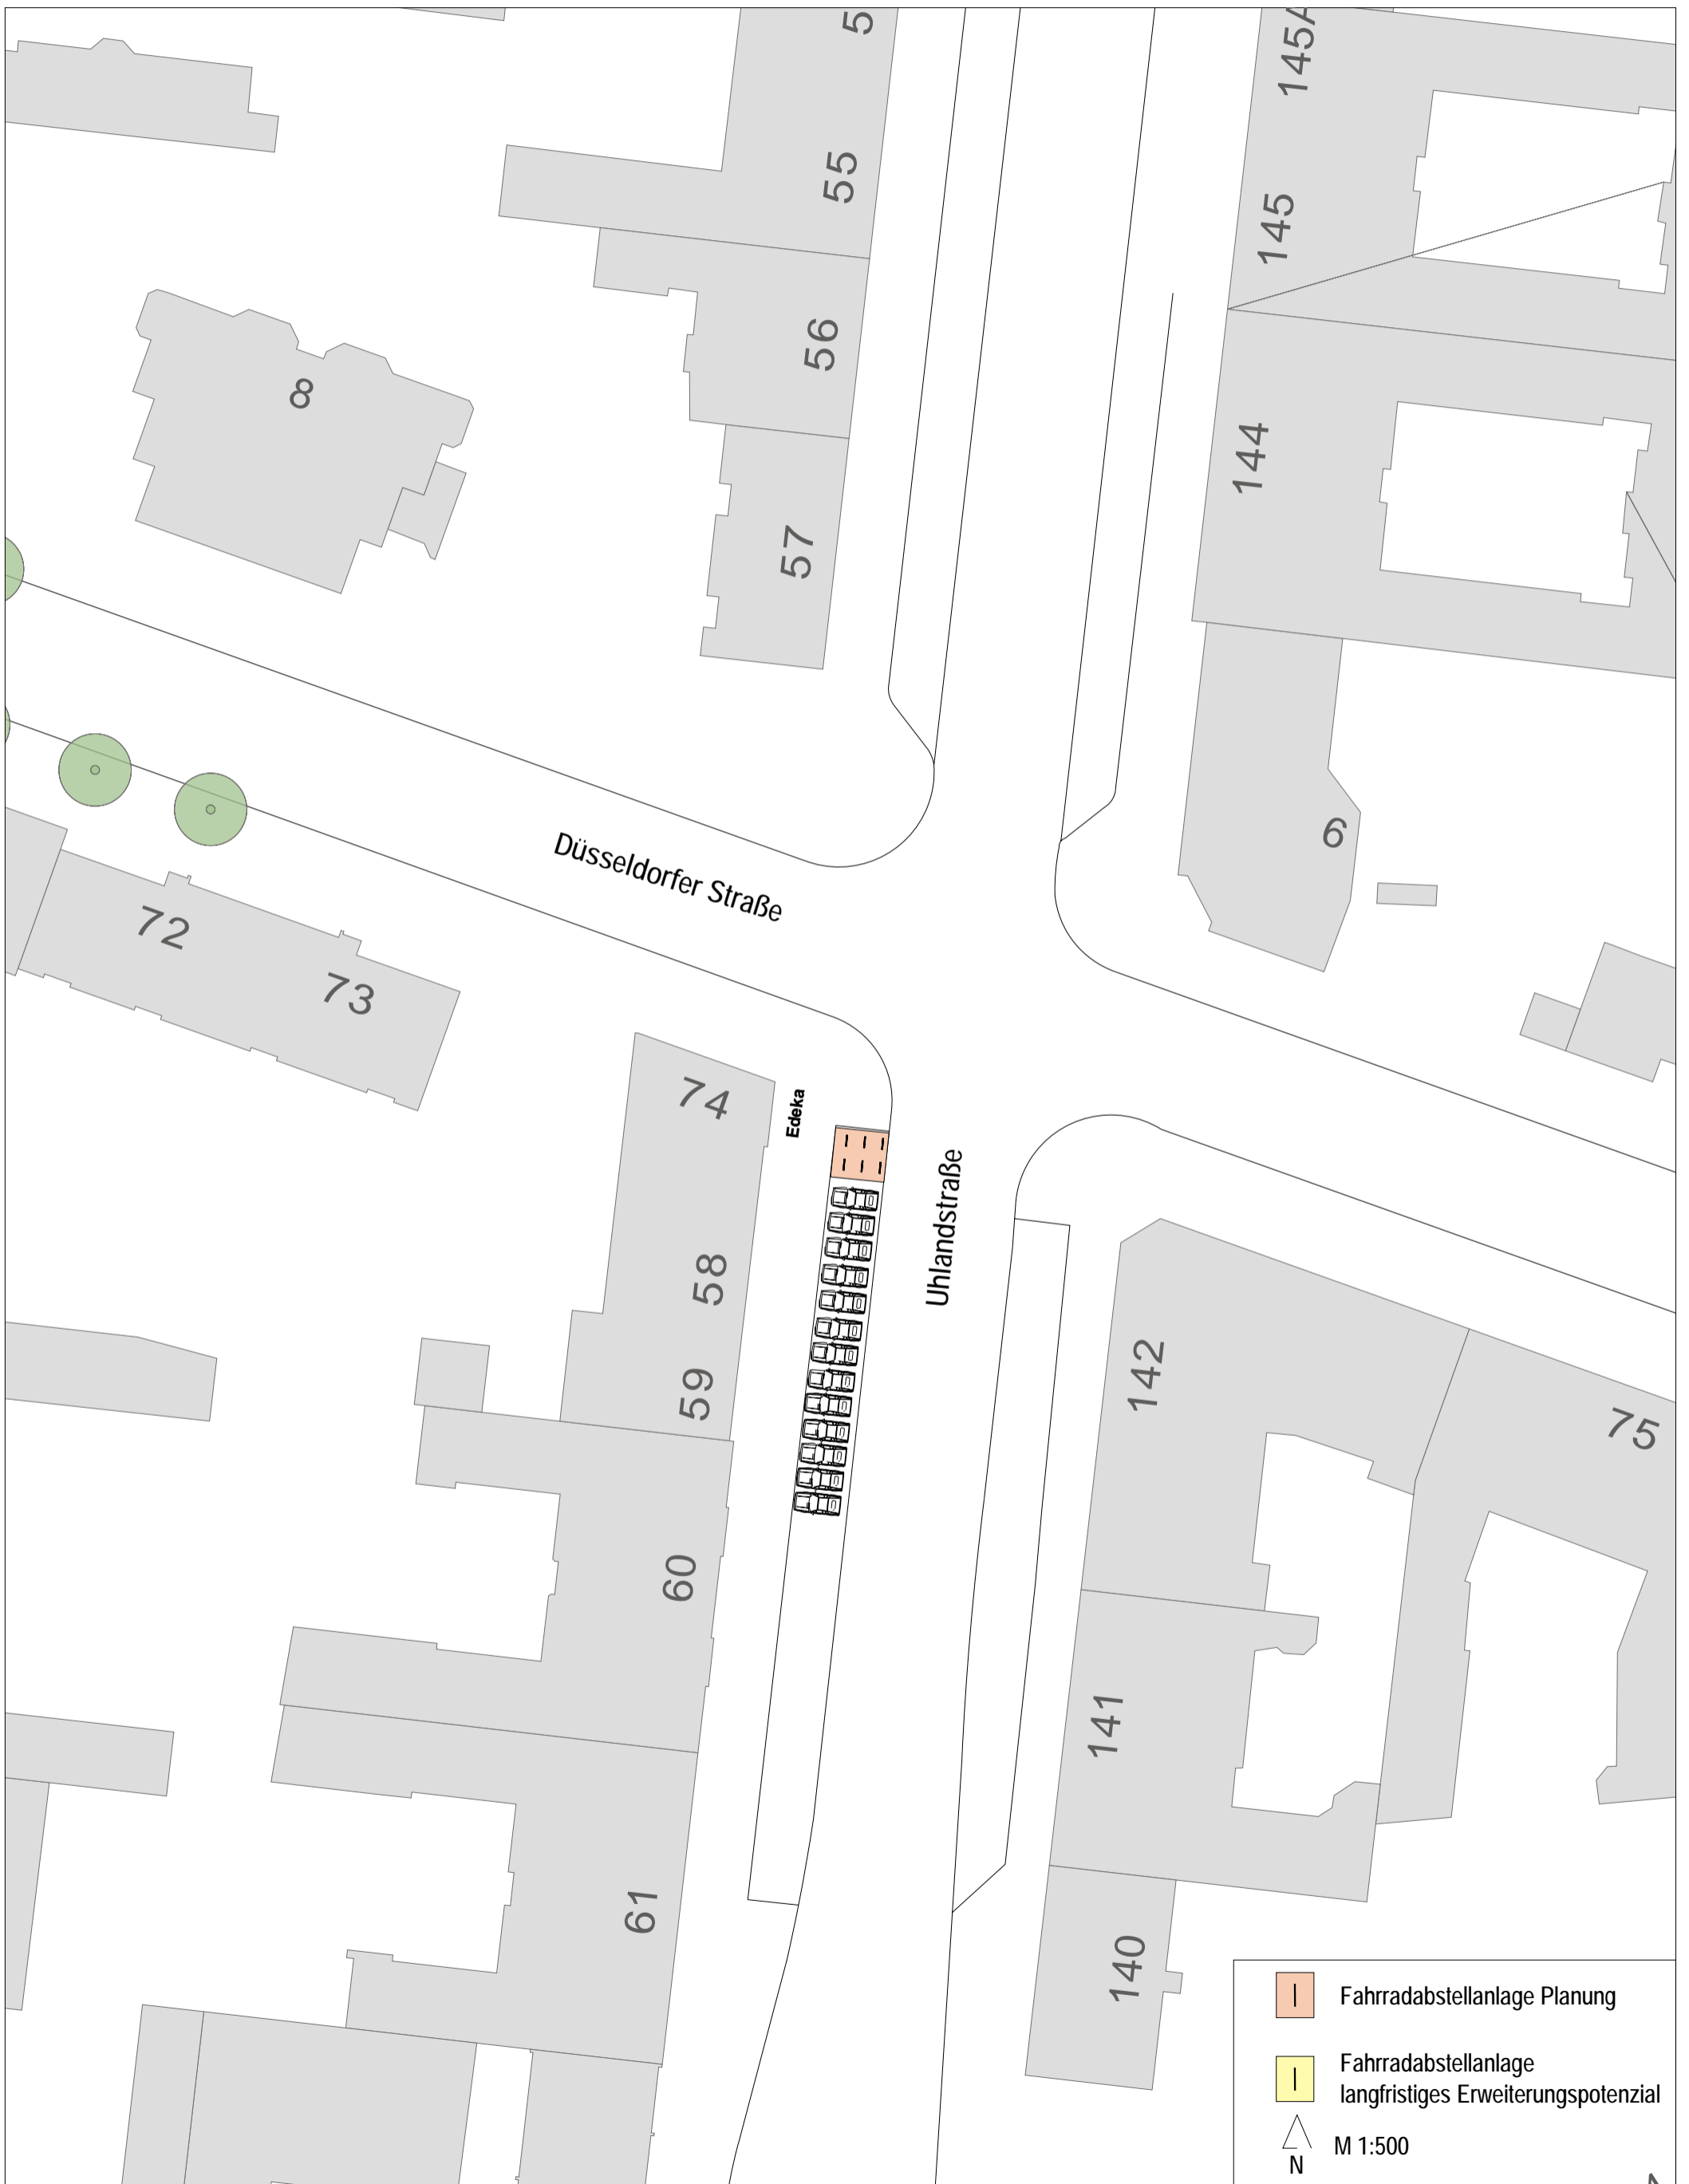 5
145A
55
145
56
8
144
57
6
Düsseldorfer Straße
72
73
74
Edeka
Uhlandstraße
58
142
59
75
60
141
61
140
Fahrradabstellanlage Planung
Fahrradabstellanlage
langfristiges Erweiterungspotenzial
M 1:500
N